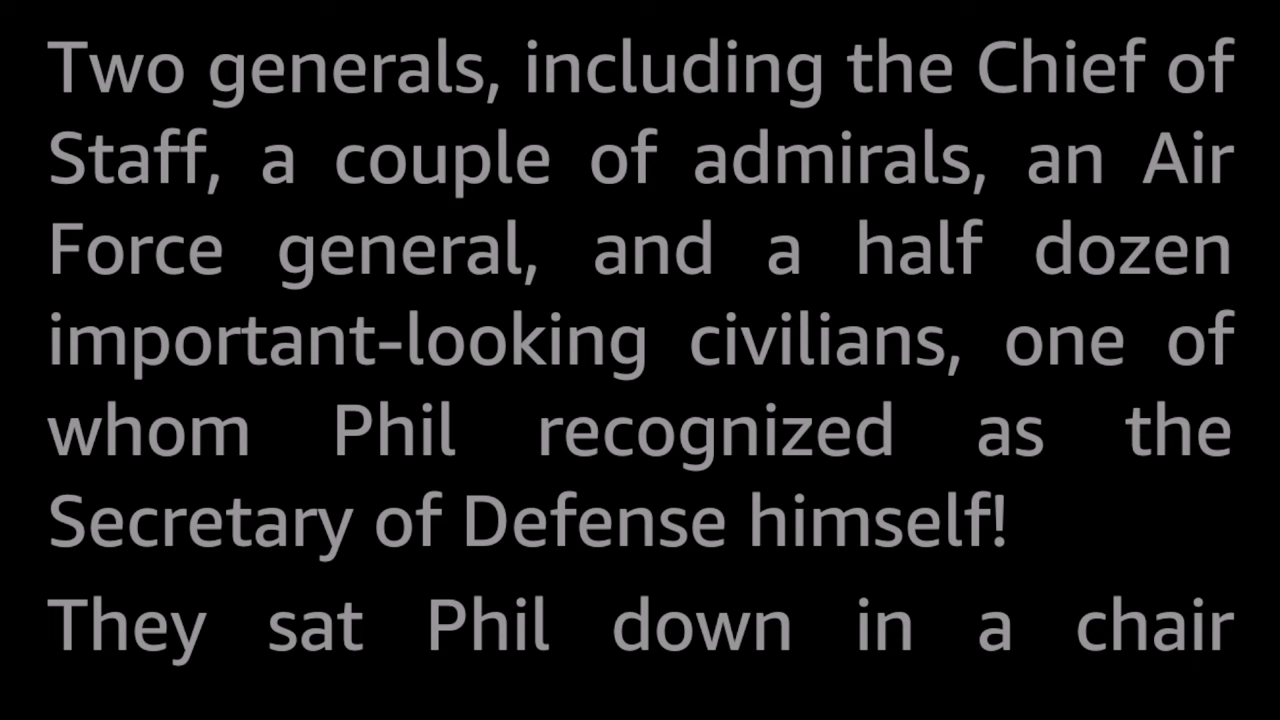 Two generals, including the Chief of
Staff, a couple of admirals, an Air
Force general, and a half dozen
important-looking civilians, one of
whom Phil recognized as the
Secretary of Defense himself!
They sat Phil down in a chair